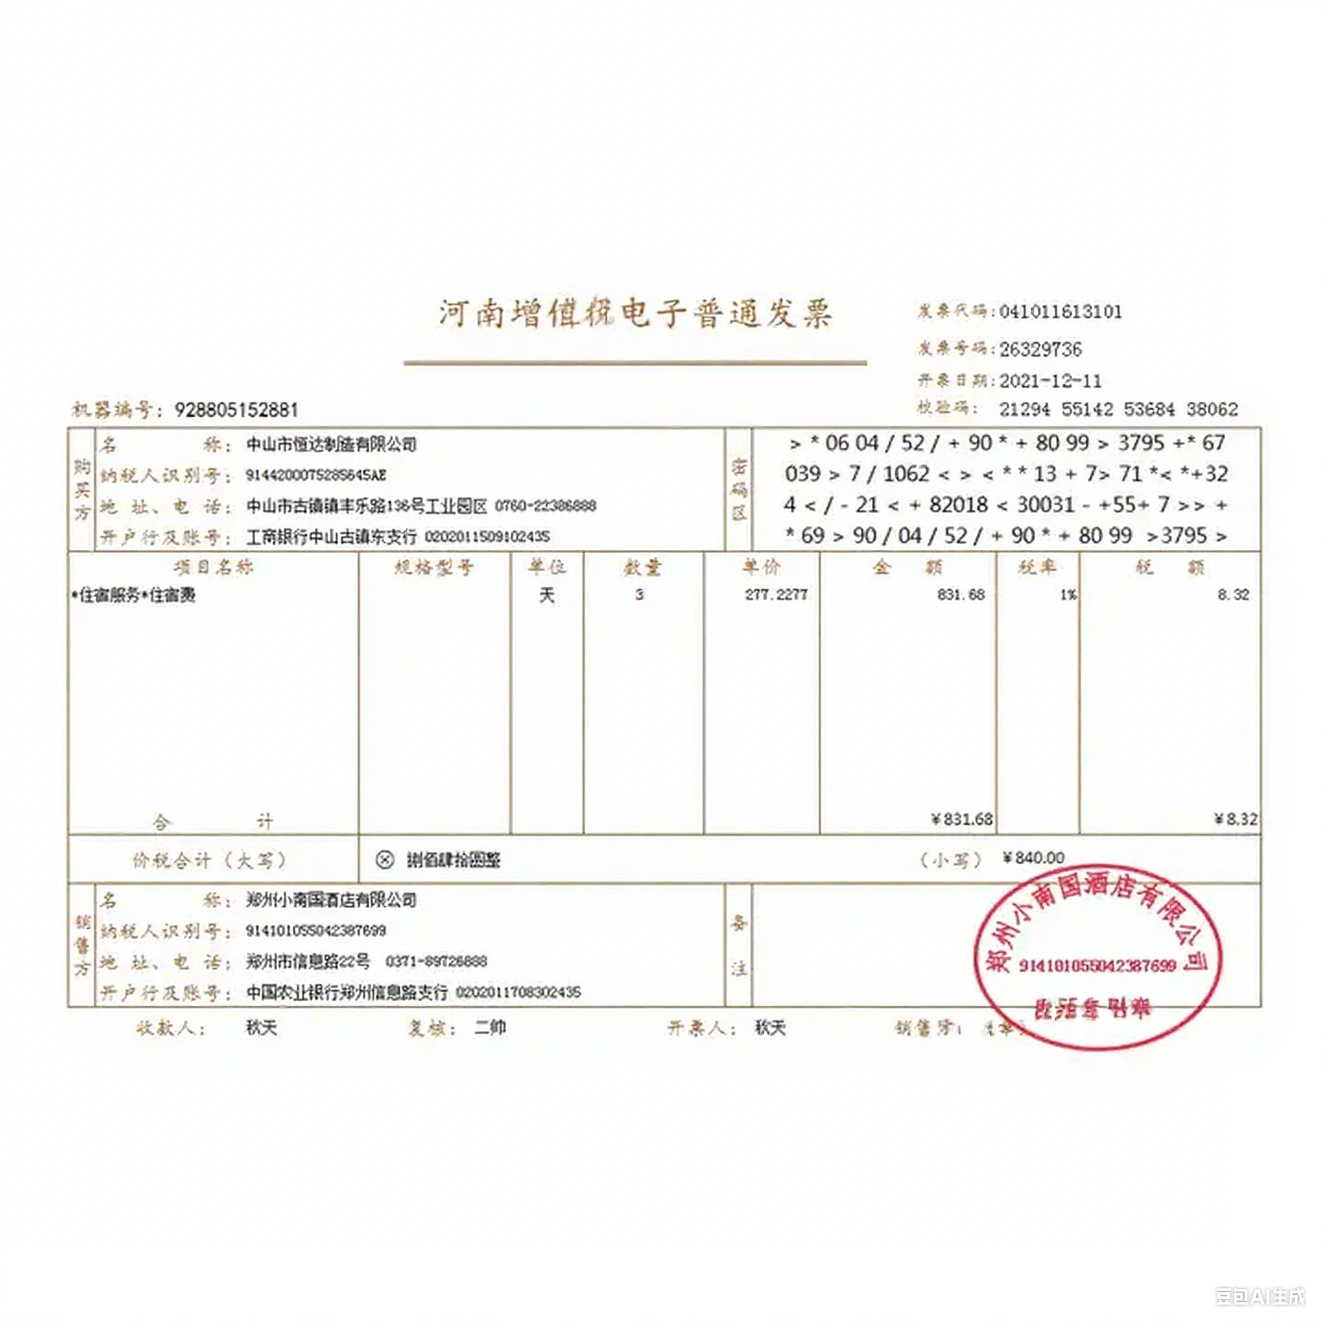 河南增值税电子普通发票
发票代码:041011613101
发票号码:26329736
开票日期:2021-12-11
机器编号: 928805152881
校验码: 21294 55142 53684 38062
购买方
名 称: 中山市恒达制造有限公司
纳税人识别号: 9144200075285645AE
地 址、电 话: 中山市古镇镇丰乐路136号工业园区 0760-22386888
开户行及账号: 工商银行中山古镇东支行 0202011509102435
密码区
> * 06 04 / 52 / + 90 * + 80 99 > 3795 +* 67
039 > 7 / 1062 < > < * * 13 + 7> 71 *< *+32
4 < / - 21 < + 82018 < 30031 - +55+ 7 >> +
* 69 > 90 / 04 / 52 / + 90 * + 80 99 >3795 >
项目名称 规格型号 单位 数量 单价 金 额 税率 税 额
*住宿服务*住宿费 天 3 277.2277 831.68 1% 8.32
合 计 ￥831.68 ￥8.32
价税合计（大写） ⊗ 捌佰肆拾圆整 （小写） ￥840.00
销售方
名 称: 郑州小南国酒店有限公司
纳税人识别号: 914101055042387699
地 址、电 话: 郑州市信息路22号 0371-89726888
开户行及账号: 中国农业银行郑州信息路支行 0202011708302435
备注
郑州小南国酒店有限公司
914101055042387699
收款人: 秋天 复核: 二帅 开票人: 秋天 销售
豆包AI生成